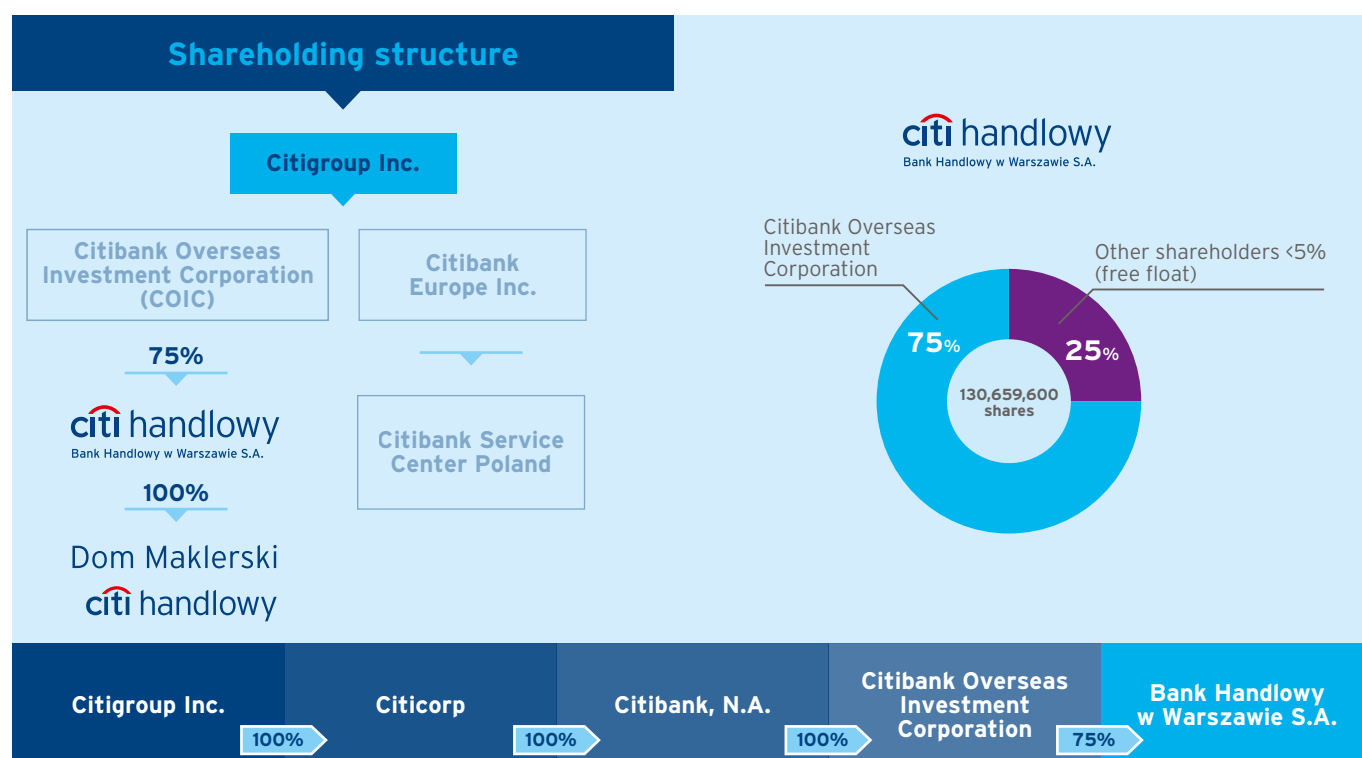 Shareholding structure
Citigroup Inc.
Citibank Overseas
Investment Corporation
(COIC)
Citibank
Europe Inc.
75%
citi handlowy
Bank Handlowy w Warszawie S.A.
100%
Dom Maklerski
citi handlowy
Citibank Service
Center Poland
citi handlowy
Bank Handlowy w Warszawie S.A.
Citibank Overseas
Investment
Corporation
Other shareholders <5%
(free float)
75%
25%
130,659,600
shares
Citigroup Inc.
100%
Citicorp
100%
Citibank, N.A.
100%
Citibank Overseas
Investment
Corporation
75%
Bank Handlowy
w Warszawie S.A.